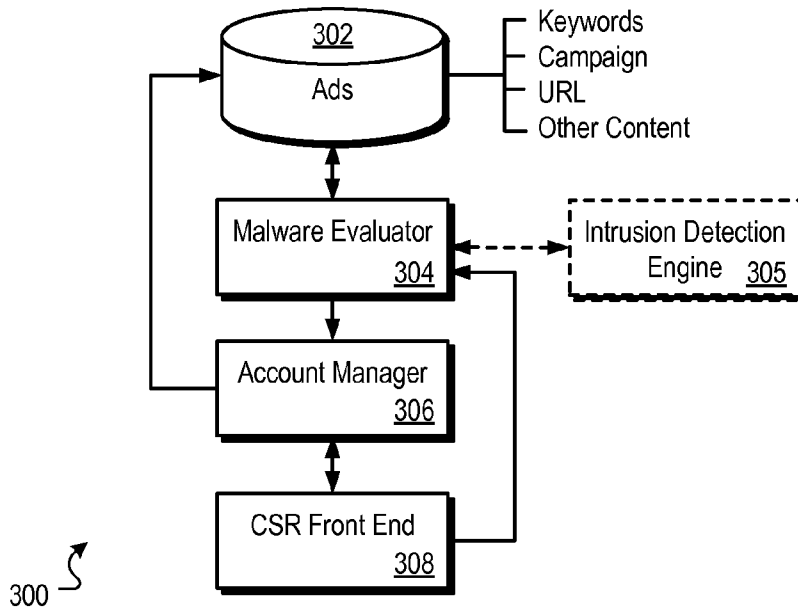 302
Ads
Keywords
Campaign
URL
Other Content
Malware Evaluator
304
Intrusion Detection
Engine 305
Account Manager
306
CSR Front End
308
300